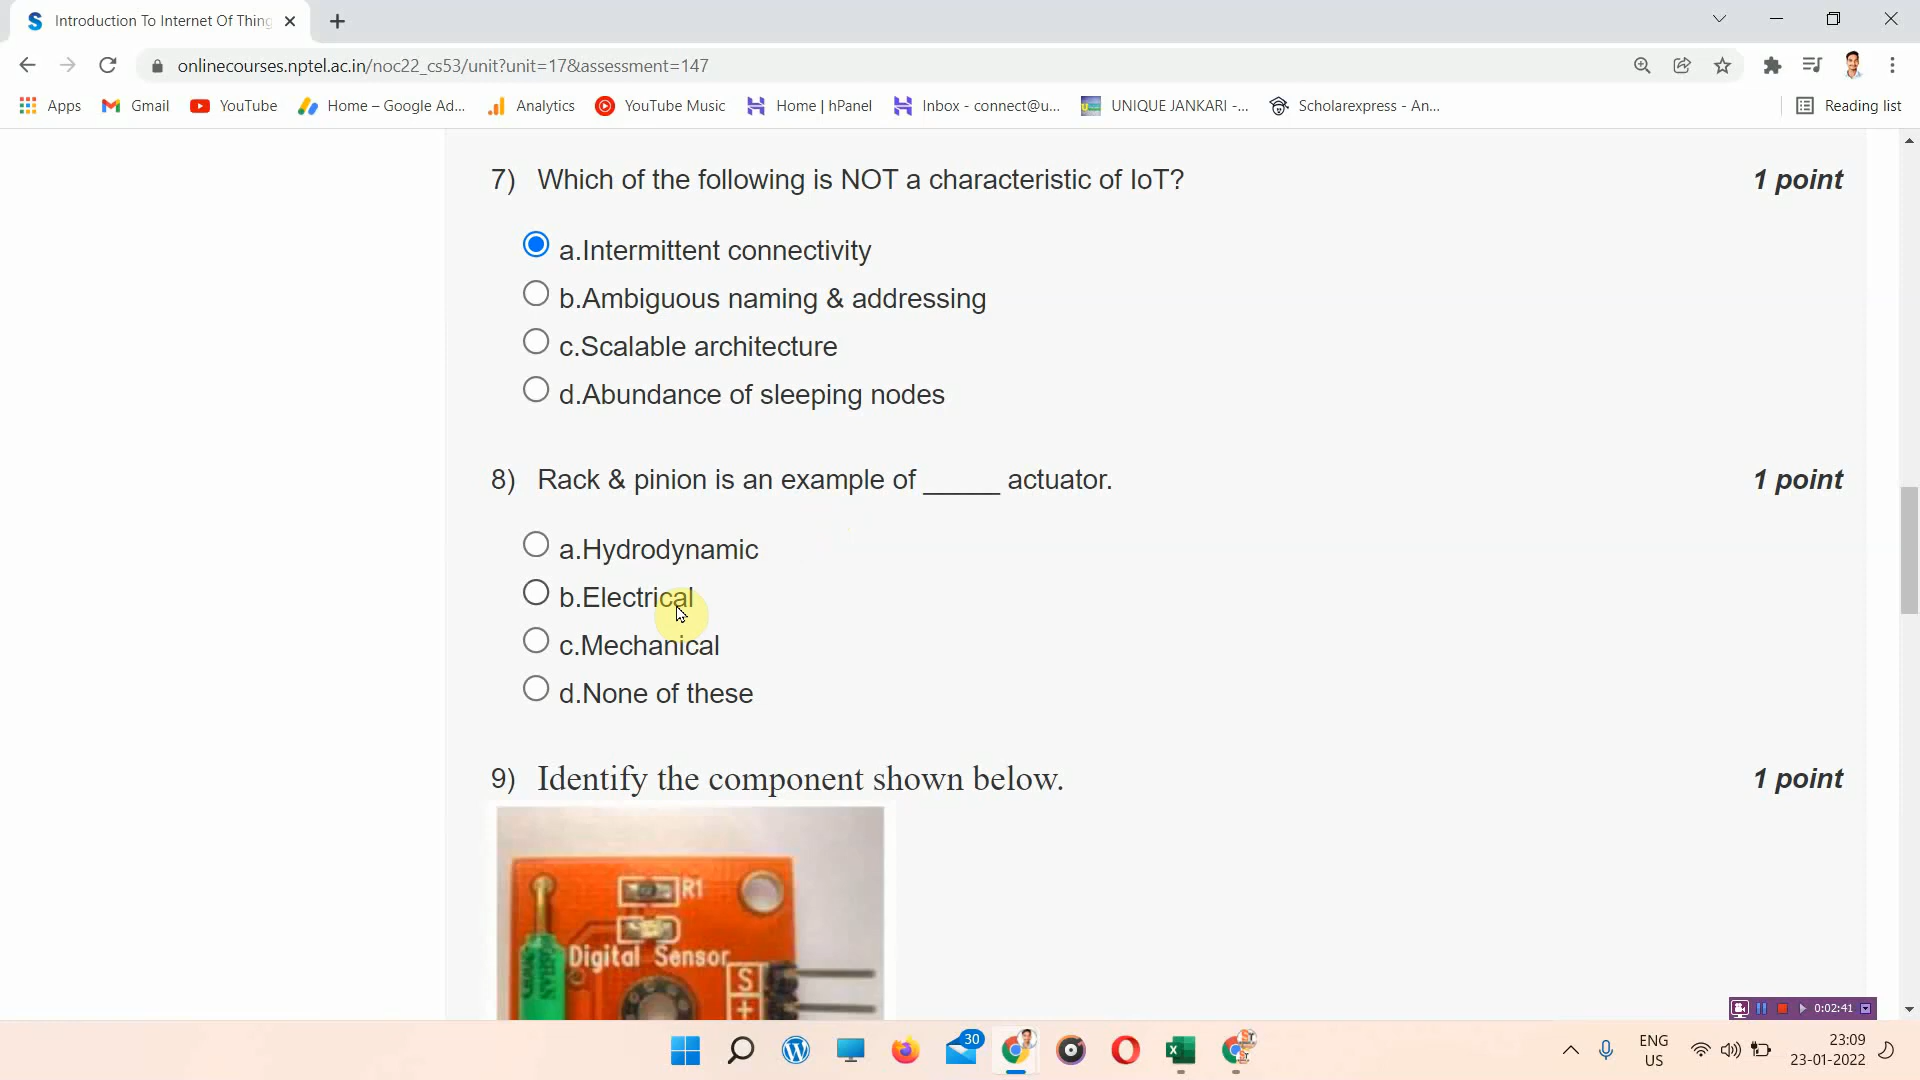 Introduction To Internet Of Thing
onlinecourses.nptel.ac.in/noc22_cs53/unit?unit=17&assessment=147
Apps Gmail YouTube Home – Google Ad... Analytics YouTube Music Home | hPanel Inbox - connect@u... UNIQUE JANKARI -... Scholarexpress - An... Reading list
7) Which of the following is NOT a characteristic of IoT? 1 point
a.Intermittent connectivity
b.Ambiguous naming & addressing
c.Scalable architecture
d.Abundance of sleeping nodes
8) Rack & pinion is an example of _____ actuator. 1 point
a.Hydrodynamic
b.Electrical
c.Mechanical
d.None of these
9) Identify the component shown below. 1 point
R1
Digital Sensor
S
+
0:02:41
30
ENG
US
23:09
23-01-2022